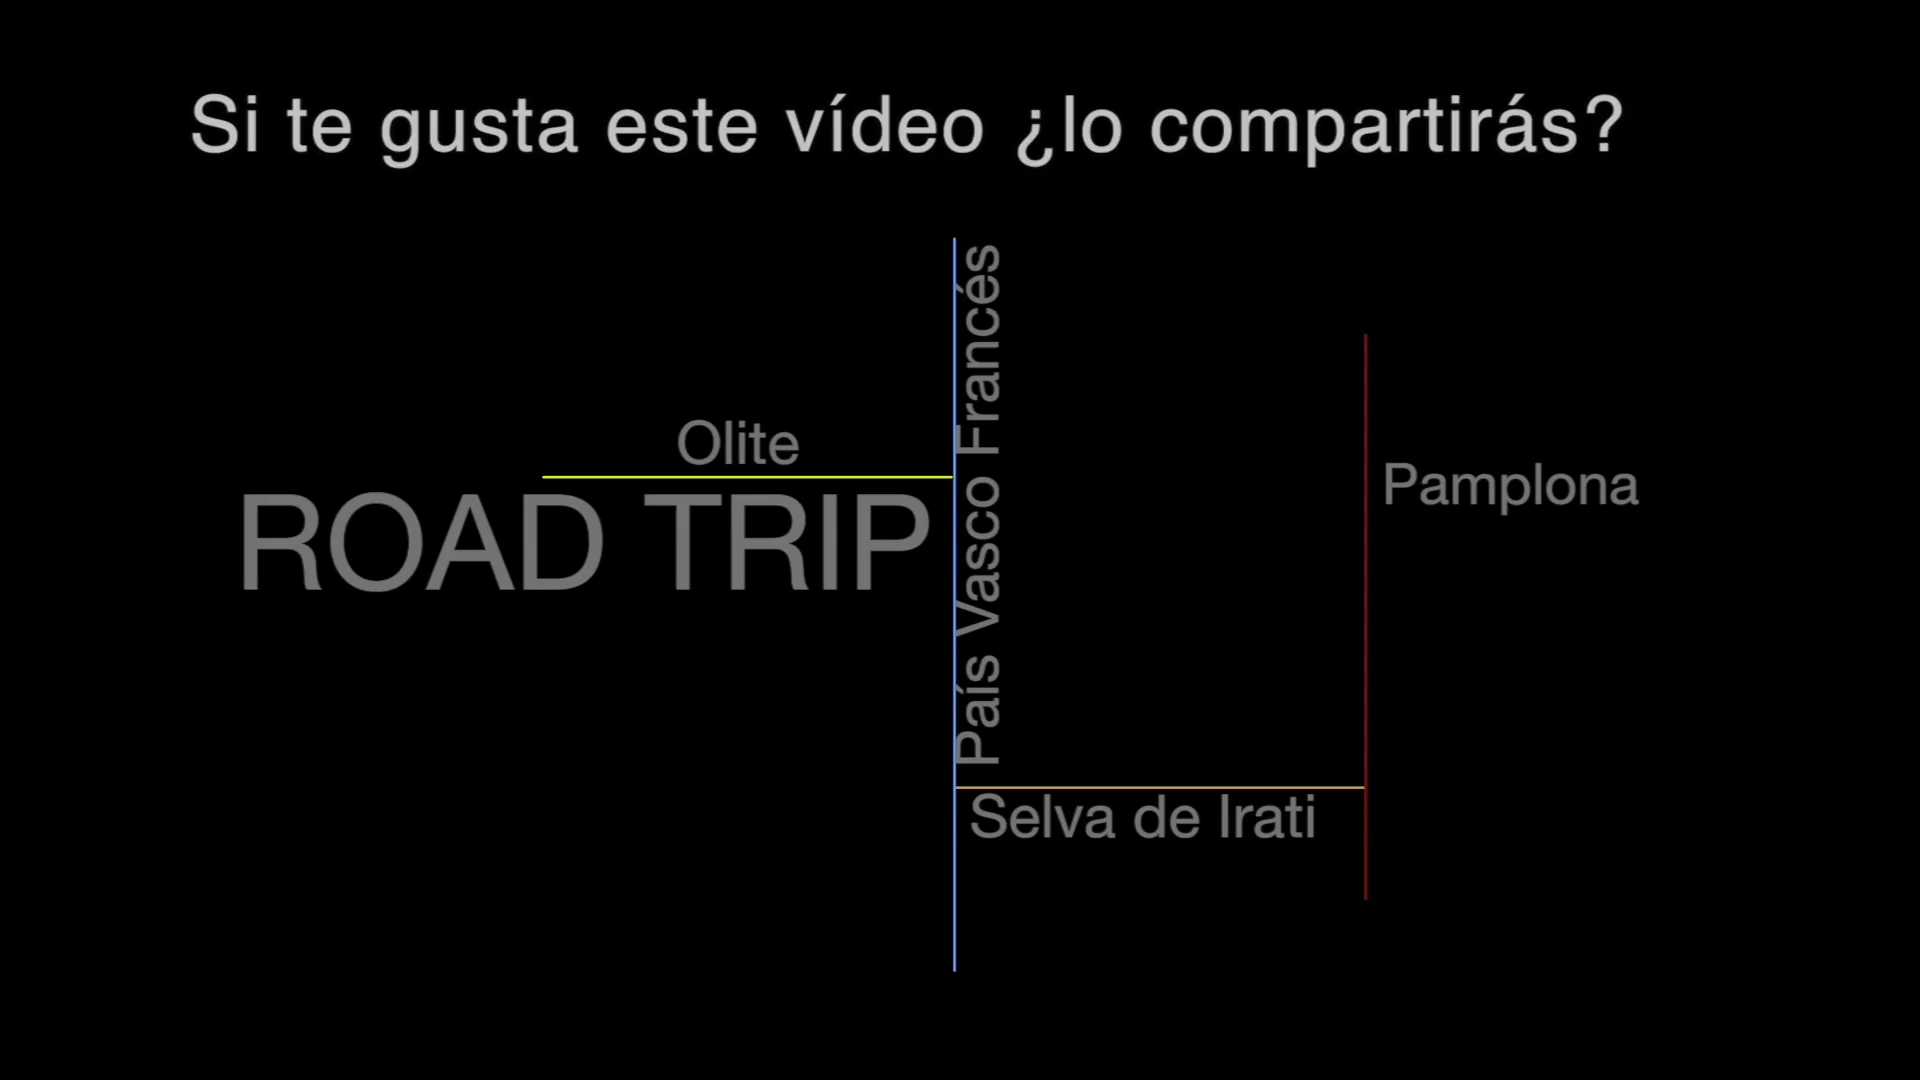 Si te gusta este vídeo ¿lo compartirás?
Olite
ROAD TRIP
País Vasco Francés
Pamplona
Selva de Irati